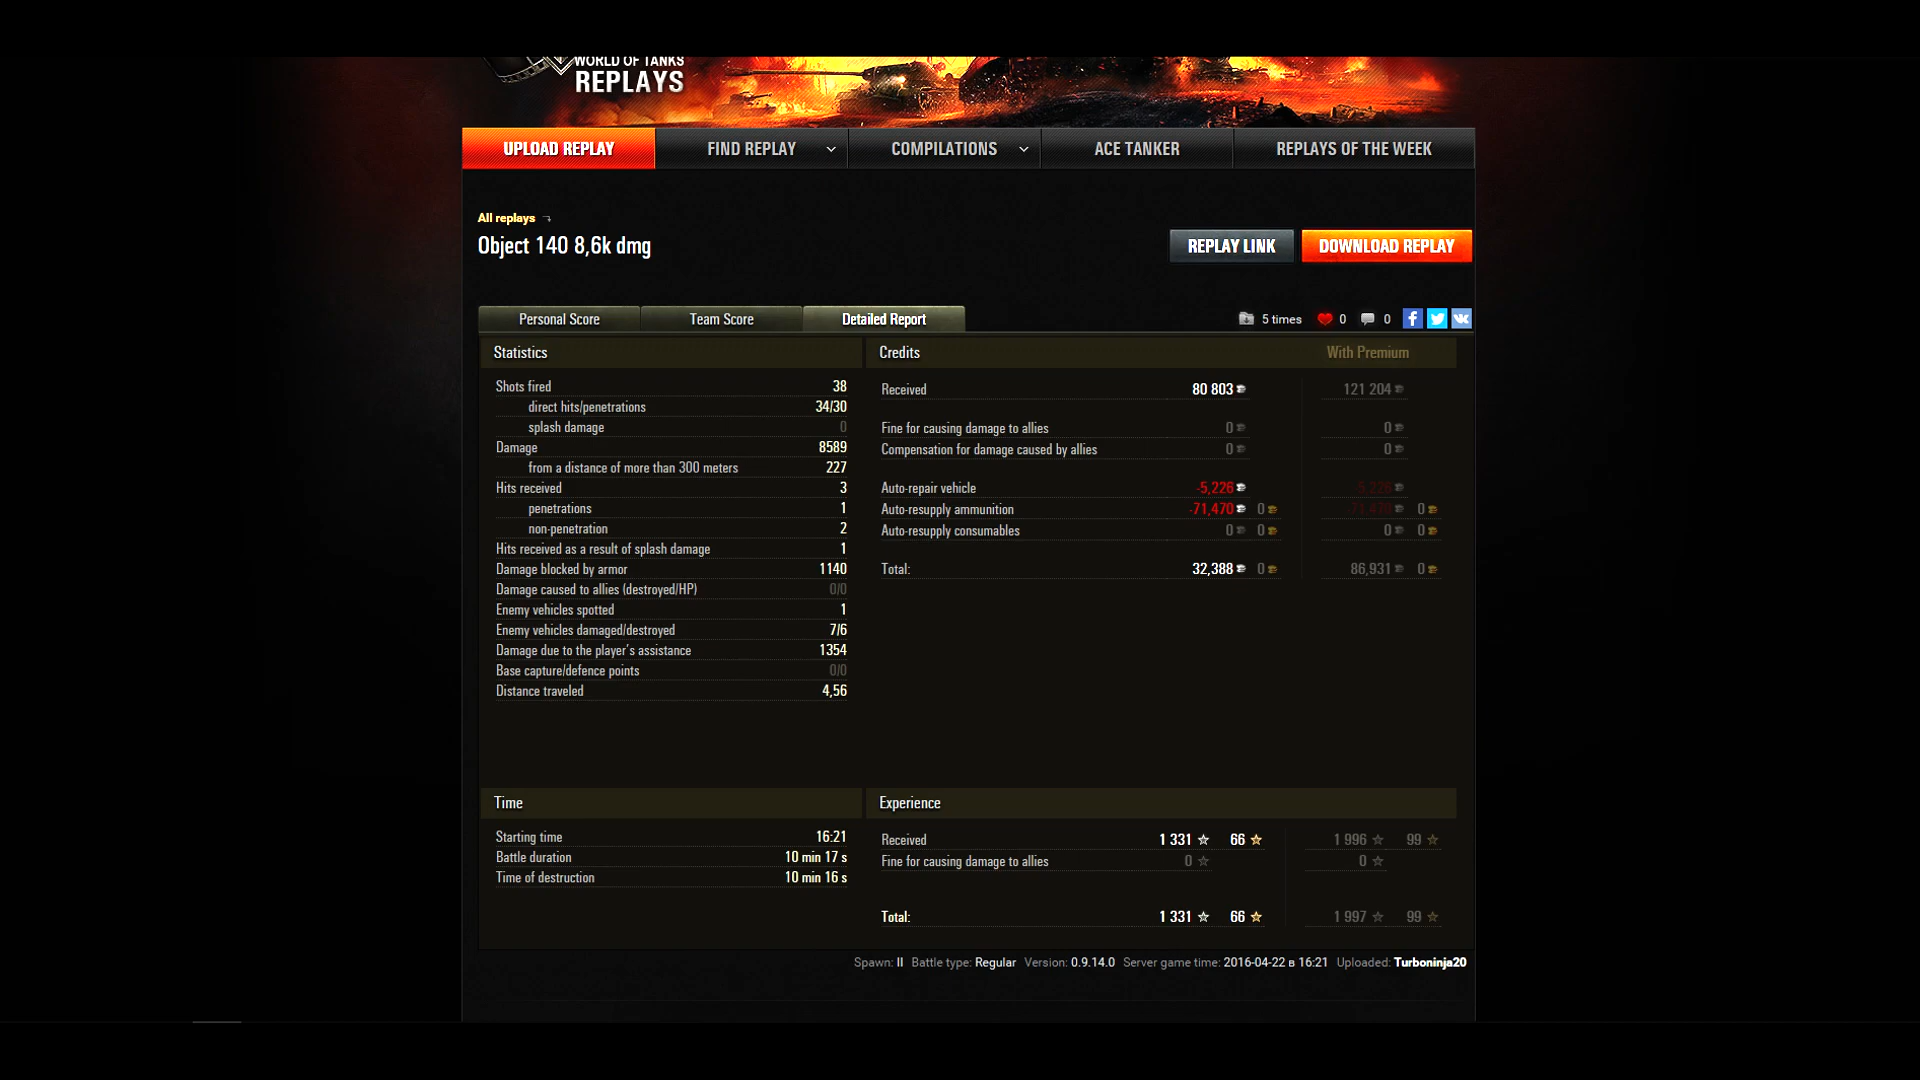 WORLD OF TANKS
REPLAYS
UPLOAD REPLAY FIND REPLAY COMPILATIONS ACE TANKER REPLAYS OF THE WEEK
All replays
Object 140 8,6k dmg
REPLAY LINK DOWNLOAD REPLAY
Personal Score Team Score Detailed Report 5 times 0 0
Statistics
Shots fired 38
direct hits/penetrations 34/30
splash damage 0
Damage 8589
from a distance of more than 300 meters 227
Hits received 3
penetrations 1
non-penetration 2
Hits received as a result of splash damage 1
Damage blocked by armor 1140
Damage caused to allies (destroyed/HP) 0/0
Enemy vehicles spotted 1
Enemy vehicles damaged/destroyed 7/6
Damage due to the player's assistance 1354
Base capture/defence points 0/0
Distance traveled 4,56
Credits With Premium
Received 80 803 121 204
Fine for causing damage to allies 0 0
Compensation for damage caused by allies 0 0
Auto-repair vehicle -5,226 -5,226
Auto-resupply ammunition -71,470 0 -71,470 0
Auto-resupply consumables 0 0 0 0
Total: 32,388 0 86,931 0
Time
Starting time 16:21
Battle duration 10 min 17 s
Time of destruction 10 min 16 s
Experience
Received 1 331 66 1 996 99
Fine for causing damage to allies 0 0
Total: 1 331 66 1 997 99
Spawn: II Battle type: Regular Version: 0.9.14.0 Server game time: 2016-04-22 в 16:21 Uploaded: Turboninja20